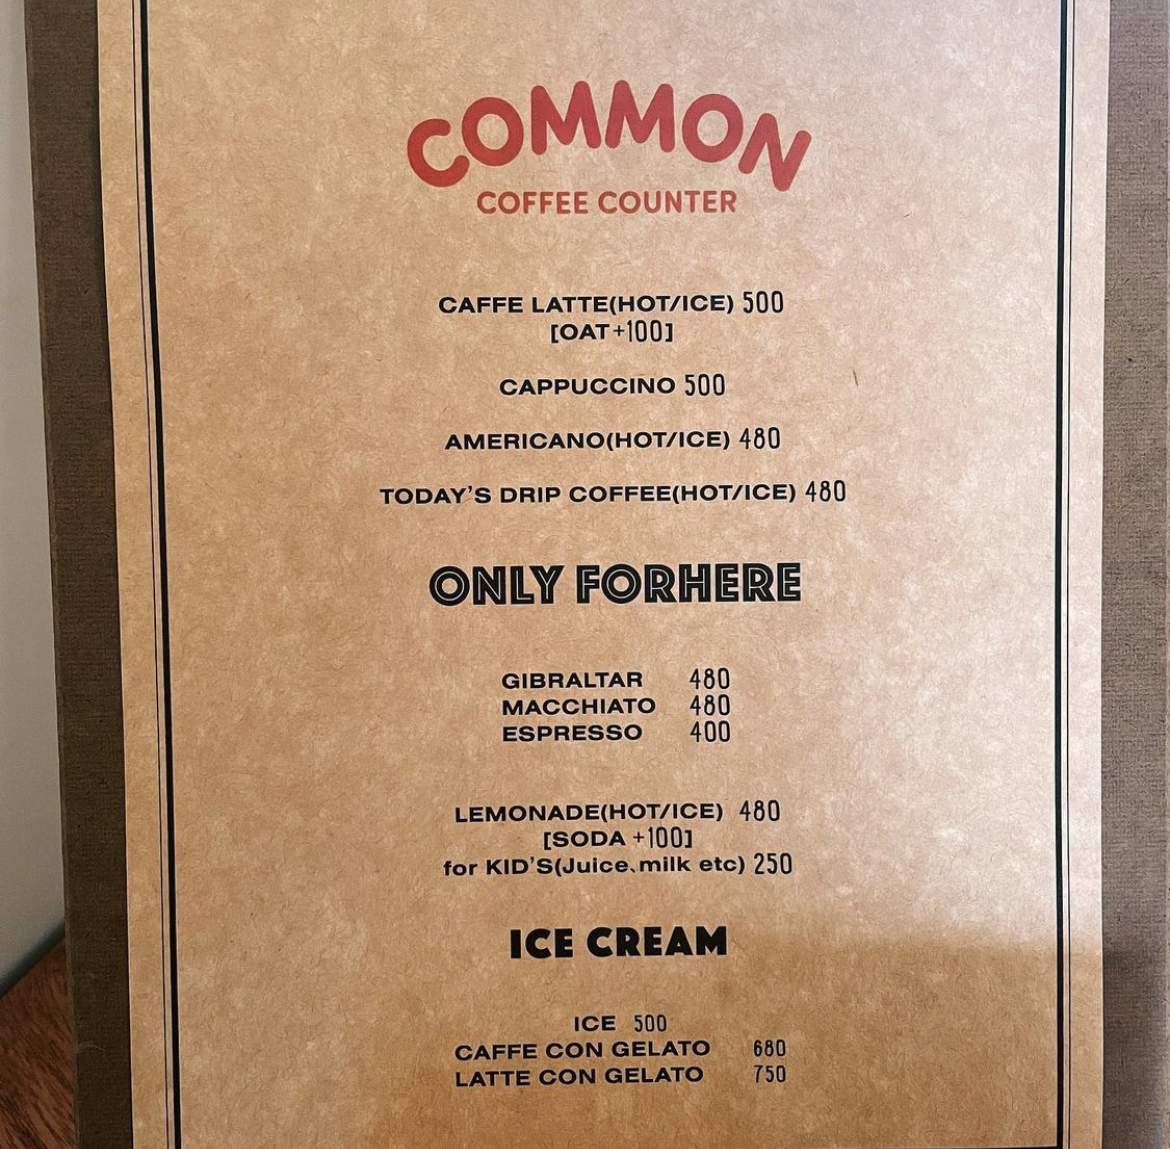 COMMON
COFFEE COUNTER
CAFFE LATTE(HOT/ICE) 500
[OAT+100]
CAPPUCCINO 500
AMERICANO(HOT/ICE) 480
TODAY'S DRIP COFFEE(HOT/ICE) 480
ONLY FORHERE
GIBRALTAR 480
MACCHIATO 480
ESPRESSO 400
LEMONADE(HOT/ICE) 480
[SODA +100]
for KID'S(Juice、milk etc) 250
ICE CREAM
ICE 500
CAFFE CON GELATO 680
LATTE CON GELATO 750